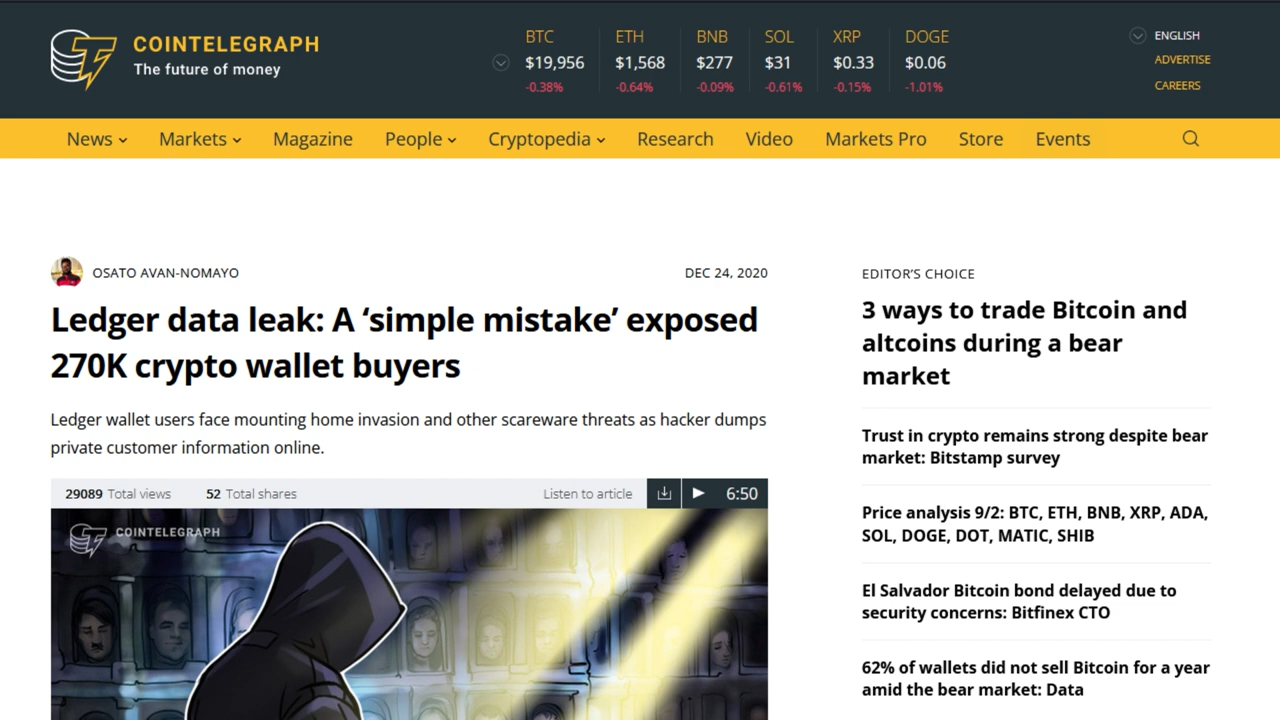 COINTELEGRAPH
The future of money
BTC
$19,956
-0.38%
ETH
$1,568
-0.64%
BNB
$277
-0.09%
SOL
$31
-0.61%
XRP
$0.33
-0.15%
DOGE
$0.06
-1.01%
ENGLISH
ADVERTISE
CAREERS
News Markets Magazine People Cryptopedia Research Video Markets Pro Store Events
OSATO AVAN-NOMAYO
DEC 24, 2020
Ledger data leak: A ‘simple mistake’ exposed
270K crypto wallet buyers
Ledger wallet users face mounting home invasion and other scareware threats as hacker dumps
private customer information online.
29089 Total views 52 Total shares Listen to article 6:50
COINTELEGRAPH
EDITOR’S CHOICE
3 ways to trade Bitcoin and
altcoins during a bear
market
Trust in crypto remains strong despite bear
market: Bitstamp survey
Price analysis 9/2: BTC, ETH, BNB, XRP, ADA,
SOL, DOGE, DOT, MATIC, SHIB
El Salvador Bitcoin bond delayed due to
security concerns: Bitfinex CTO
62% of wallets did not sell Bitcoin for a year
amid the bear market: Data